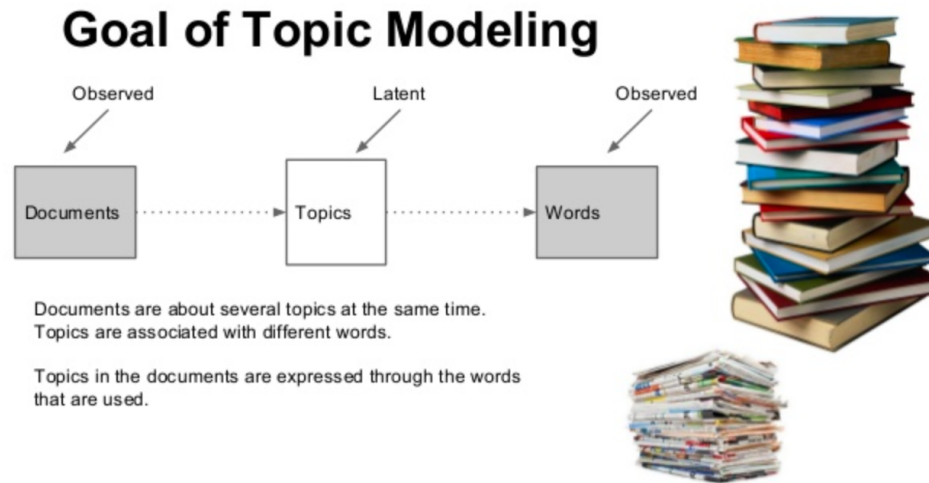 Goal of Topic Modeling
Observed
Latent
Observed
Documents
Topics
Words
Documents are about several topics at the same time.
Topics are associated with different words.
Topics in the documents are expressed through the words
that are used.